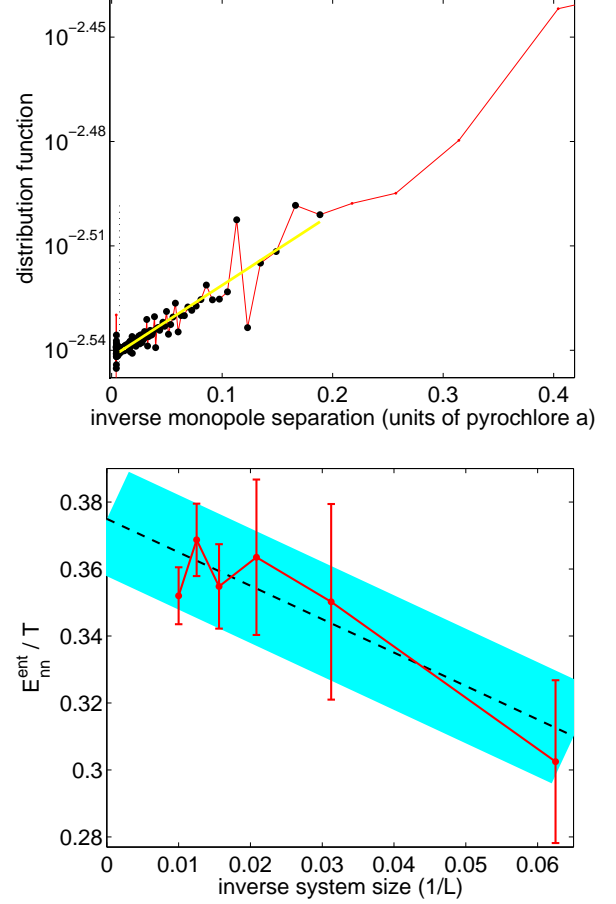 10^-2.45
10^-2.48
10^-2.51
10^-2.54
distribution function
0 0.1 0.2 0.3 0.4
inverse monopole separation (units of pyrochlore a)
0.38
0.36
0.34
0.32
0.3
0.28
E_nn^ent / T
0 0.01 0.02 0.03 0.04 0.05 0.06
inverse system size (1/L)